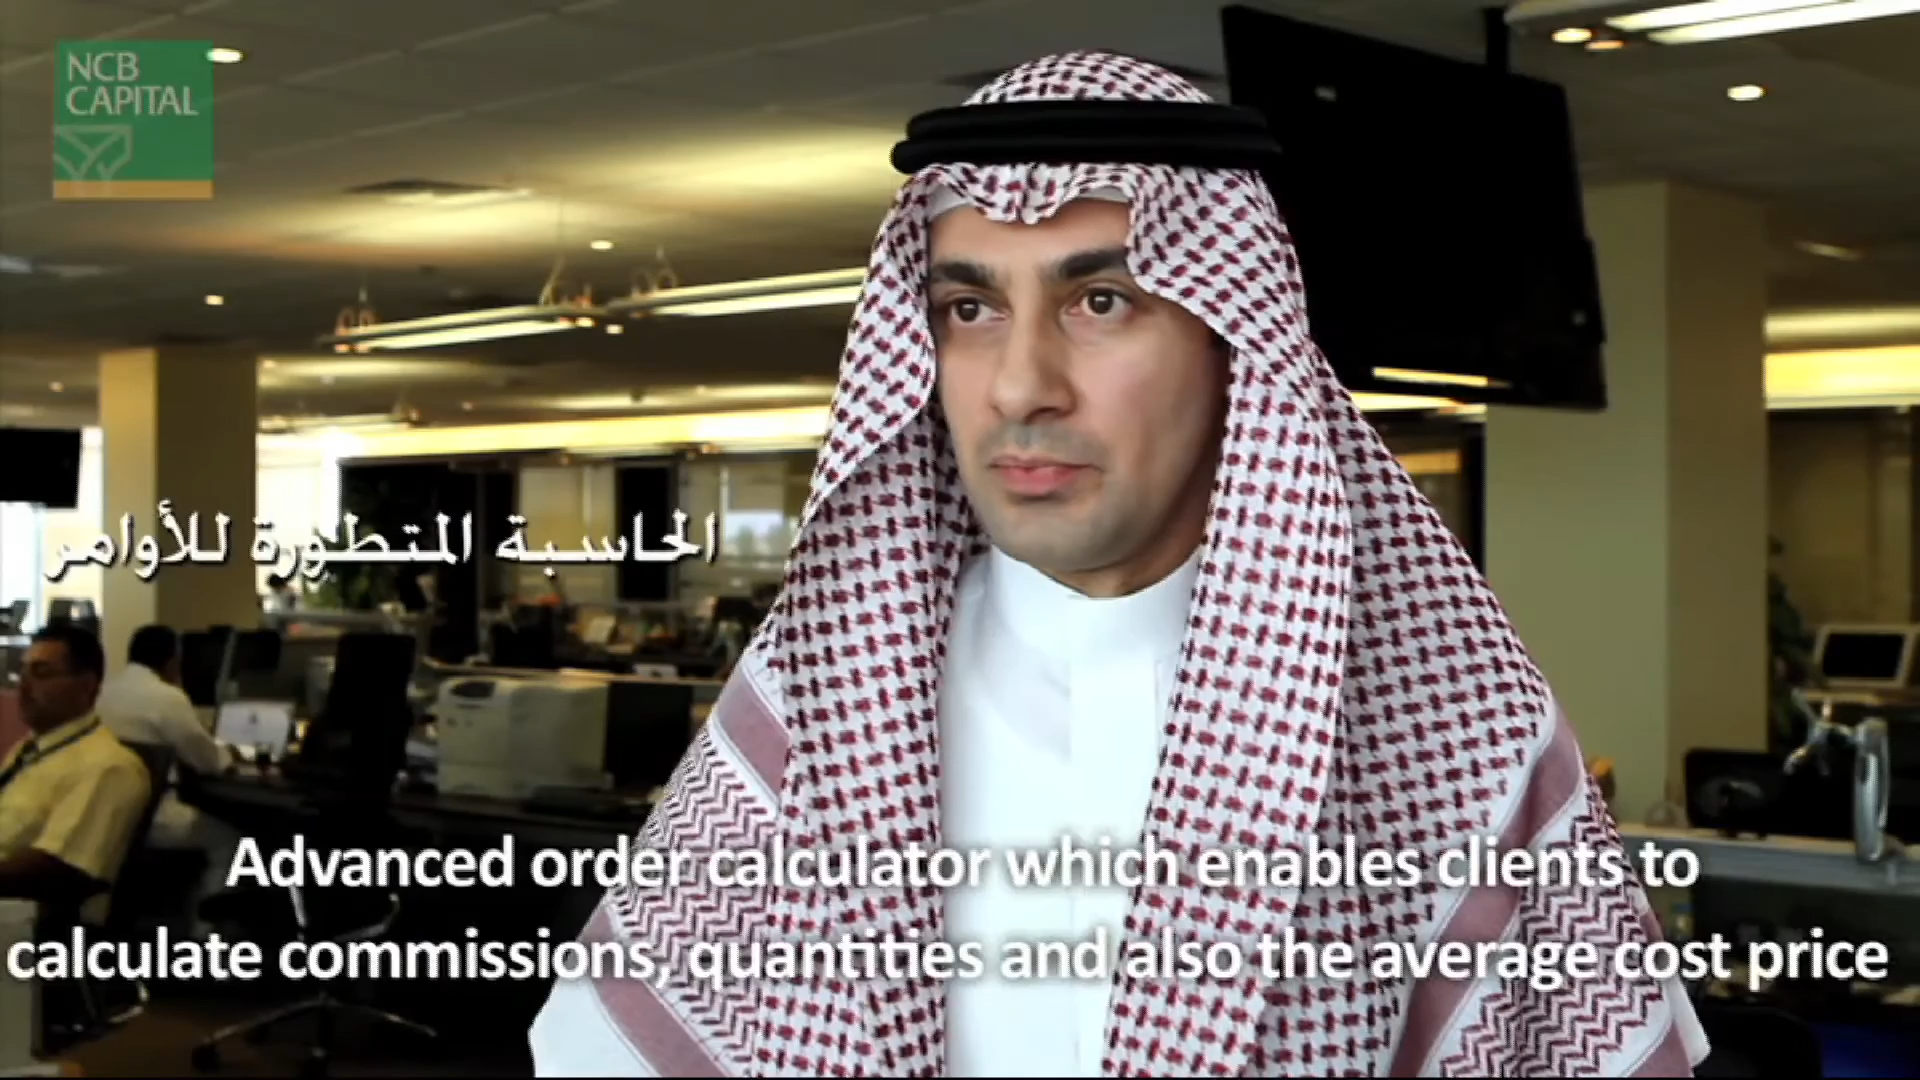 NCB
CAPITAL
الحاسبة المتطورة للأوامر
Advanced order calculator which enables clients to
calculate commissions, quantities and also the average cost price